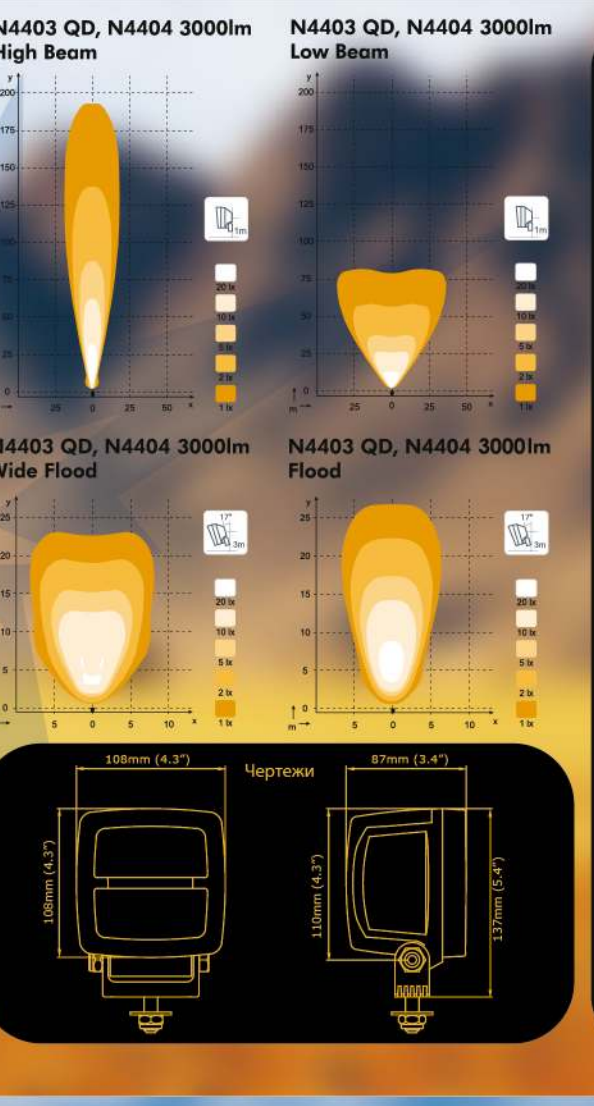 N4403 QD, N4404 3000lm
High Beam
N4403 QD, N4404 3000lm
Low Beam
y
200
175
150
125
100
75
50
25
0
25 0 25 50 x
1m
20 lx
10 lx
5 lx
2 lx
1 lx
y
200
175
150
125
100
75
50
25
0
m
25 0 25 50 x
1m
20 lx
10 lx
5 lx
2 lx
1 lx
N4403 QD, N4404 3000lm
Wide Flood
N4403 QD, N4404 3000lm
Flood
y
25
20
15
10
5
0
5 0 5 10 x
17°
3m
20 lx
10 lx
5 lx
2 lx
1 lx
y
25
20
15
10
5
0
m
5 0 5 10 x
17°
3m
20 lx
10 lx
5 lx
2 lx
1 lx
Чертежи
108mm (4.3")
108mm (4.3")
87mm (3.4")
110mm (4.3")
137mm (5.4")